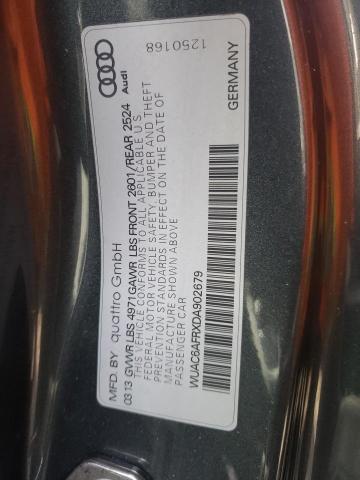 MFD. BY quattro GmbH
03 13 GVWR LBS 4971 GAWR LBS FRONT 2601/REAR 2524
THIS VEHICLE CONFORMS TO ALL APPLICABLE U.S.
FEDERAL MOTOR VEHICLE SAFETY, BUMPER AND THEFT
PREVENTION STANDARDS IN EFFECT ON THE DATE OF
MANUFACTURE SHOWN ABOVE
PASSENGER CAR
WUAC6AFRXDA902679
GERMANY
Audi
1250168